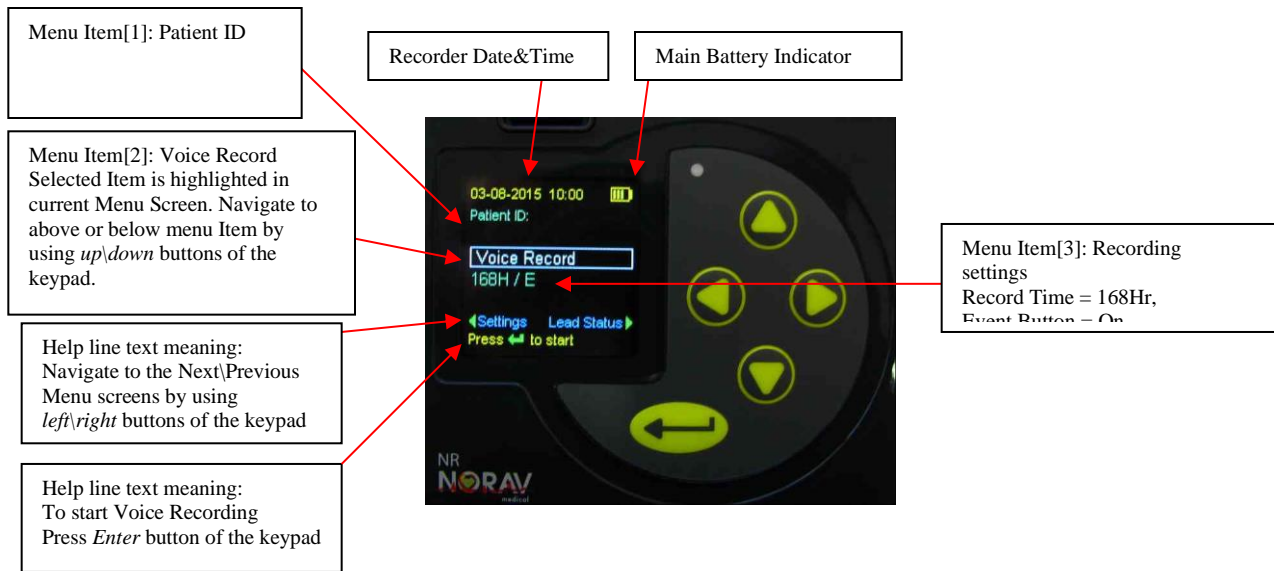 Menu Item[1]: Patient ID
Recorder Date&Time
Main Battery Indicator
Menu Item[2]: Voice Record
Selected Item is highlighted in
current Menu Screen. Navigate to
above or below menu Item by
using up\down buttons of the
keypad.
03-08-2015 10:00
Patient ID:
Voice Record
168H / E
Settings Lead Status
Press to start
Menu Item[3]: Recording
settings
Record Time = 168Hr,
Event Button = On
Help line text meaning:
Navigate to the Next\Previous
Menu screens by using
left\right buttons of the keypad
Help line text meaning:
To start Voice Recording
Press Enter button of the keypad
NR
NORAV
medical